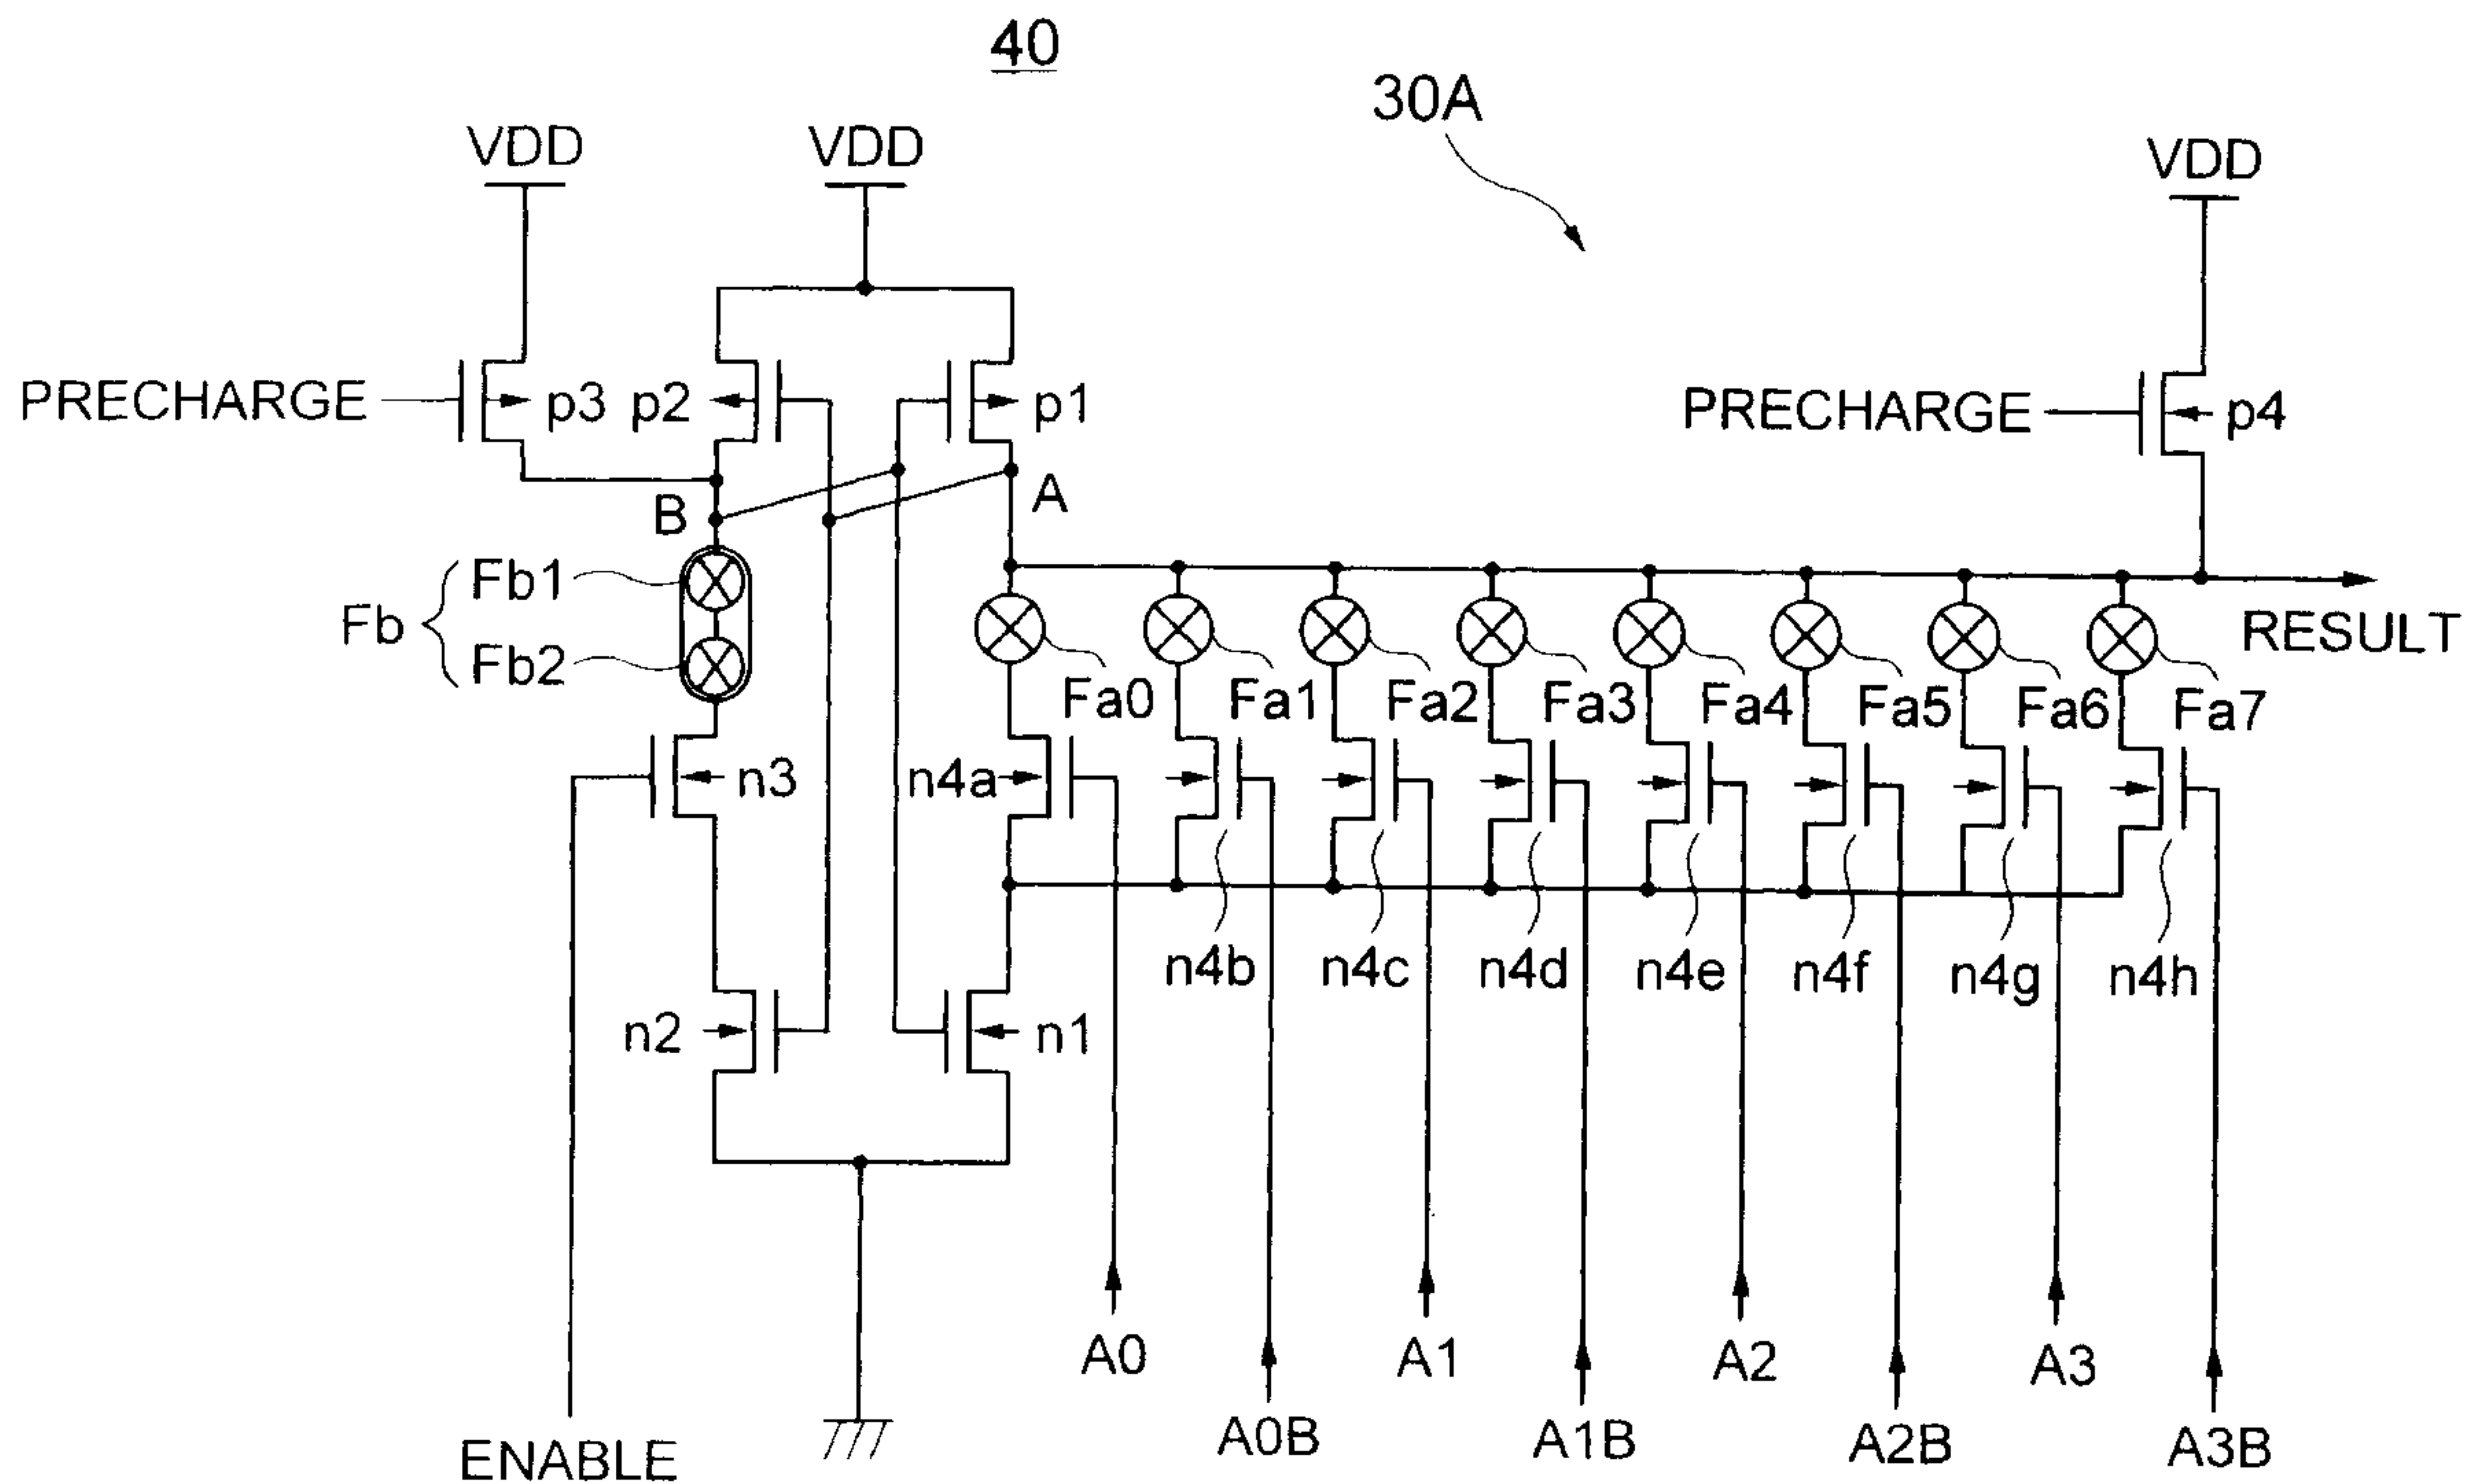 40
30A
VDD
VDD
VDD
PRECHARGE
p3
p2
p1
PRECHARGE
p4
B
A
Fb
Fb1
Fb2
RESULT
Fa0
Fa1
Fa2
Fa3
Fa4
Fa5
Fa6
Fa7
n3
n4a
n4b
n4c
n4d
n4e
n4f
n4g
n4h
n2
n1
A0
A1
A2
A3
A0B
A1B
A2B
A3B
ENABLE